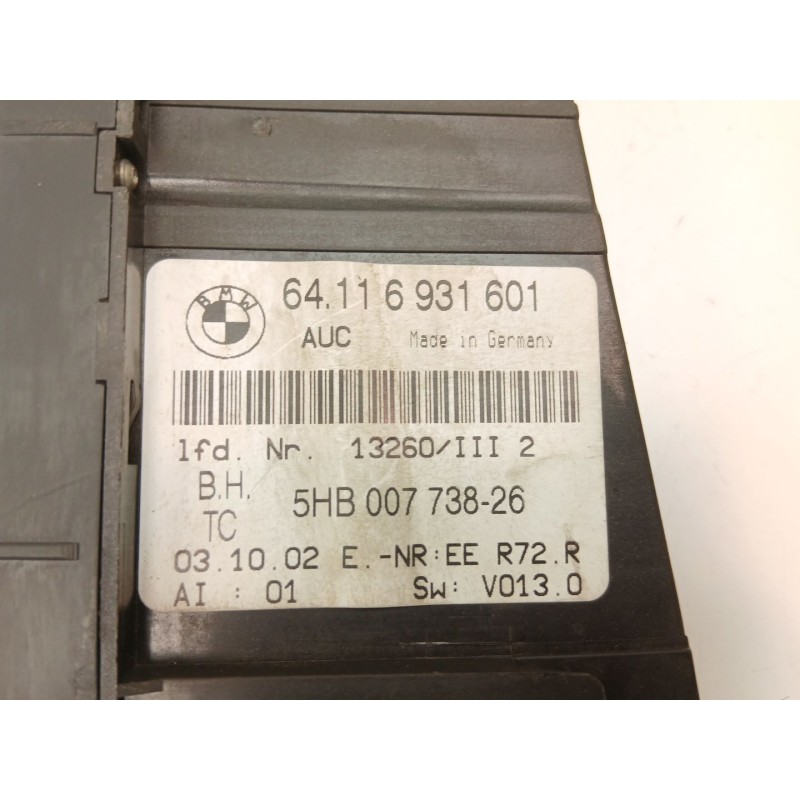 BMW
64.11 6 931 601
AUC Made in Germany
lfd. Nr. 13260/III 2
B.H. 5HB 007 738-26
TC
03.10.02 E.-NR:EE R72.R
AI : 01 Sw: V013.0